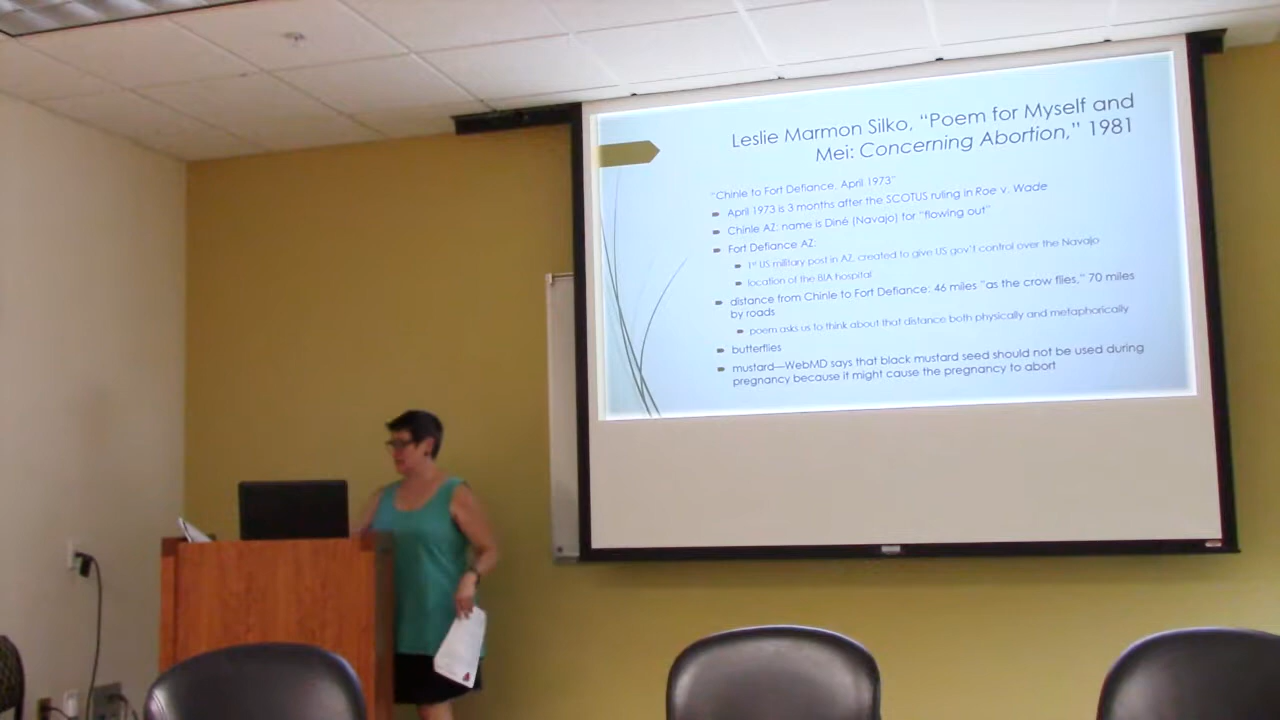 Leslie Marmon Silko, “Poem for Myself and
Mei: Concerning Abortion,” 1981
“Chinle to Fort Defiance, April 1973”
April 1973 is 3 months after the SCOTUS ruling in Roe v. Wade
Chinle AZ: name is Diné (Navajo) for “flowing out”
Fort Defiance AZ:
1st US military post in AZ, created to give US gov’t control over the Navajo
location of the BIA hospital
distance from Chinle to Fort Defiance: 46 miles “as the crow flies,” 70 miles
by roads
poem asks us to think about that distance both physically and metaphorically
butterflies
mustard—WebMD says that black mustard seed should not be used during
pregnancy because it might cause the pregnancy to abort